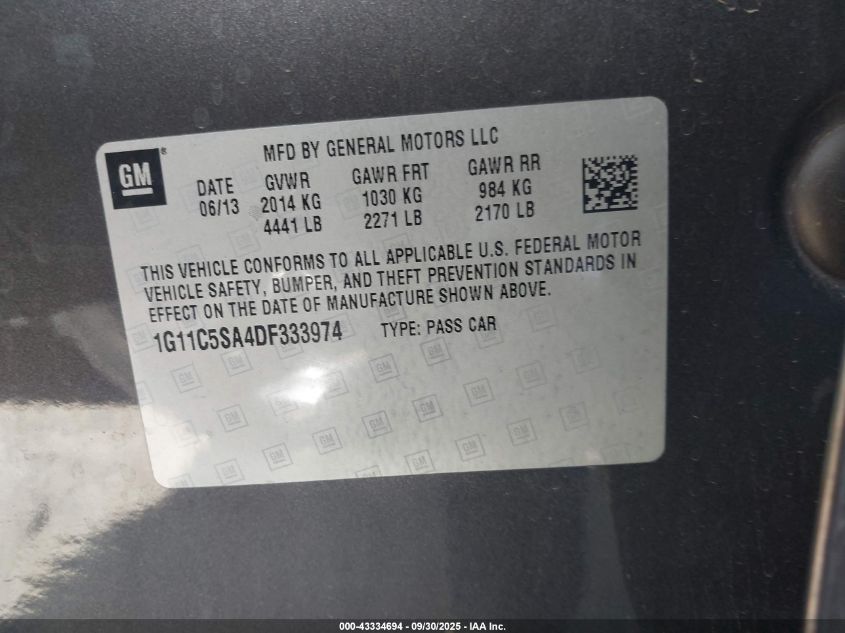 GM ®
MFD BY GENERAL MOTORS LLC
DATE GVWR GAWR FRT GAWR RR
06/13 2014 KG 1030 KG 984 KG
4441 LB 2271 LB 2170 LB
THIS VEHICLE CONFORMS TO ALL APPLICABLE U.S. FEDERAL MOTOR
VEHICLE SAFETY, BUMPER, AND THEFT PREVENTION STANDARDS IN
EFFECT ON THE DATE OF MANUFACTURE SHOWN ABOVE.
1G11C5SA4DF333974 TYPE: PASS CAR
000-43334694 - 09/30/2025 - IAA Inc.